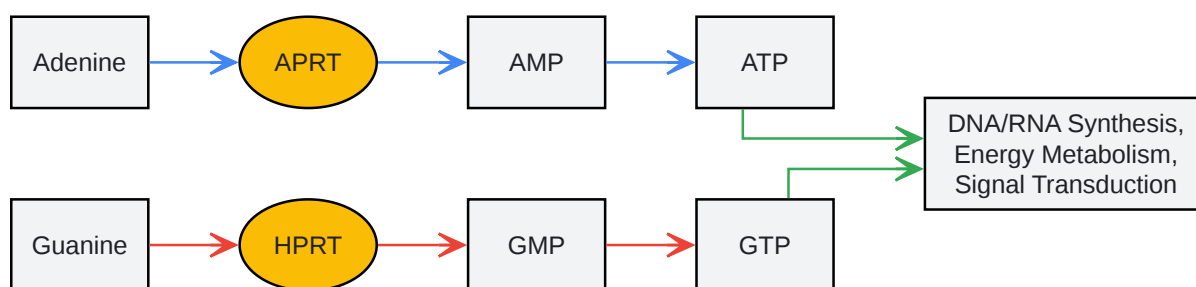 Adenine
APRT
AMP
ATP
DNA/RNA Synthesis,
Energy Metabolism,
Signal Transduction
Guanine
HPRT
GMP
GTP